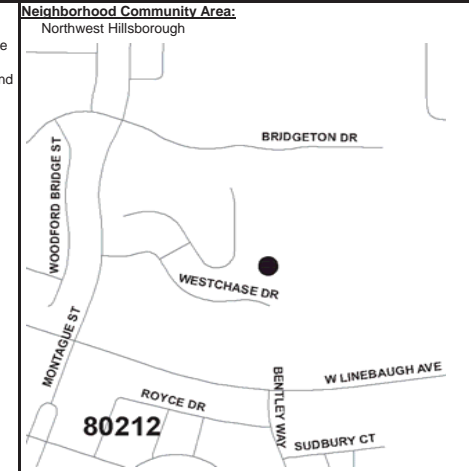 Neighborhood Community Area:
Northwest Hillsborough
e
nd
BRIDGETON DR
WOODFORD BRIDGE ST
WESTCHASE DR
MONTAGUE ST
W LINEBAUGH AVE
BENTLEY WAY
ROYCE DR
80212
SUDBURY CT